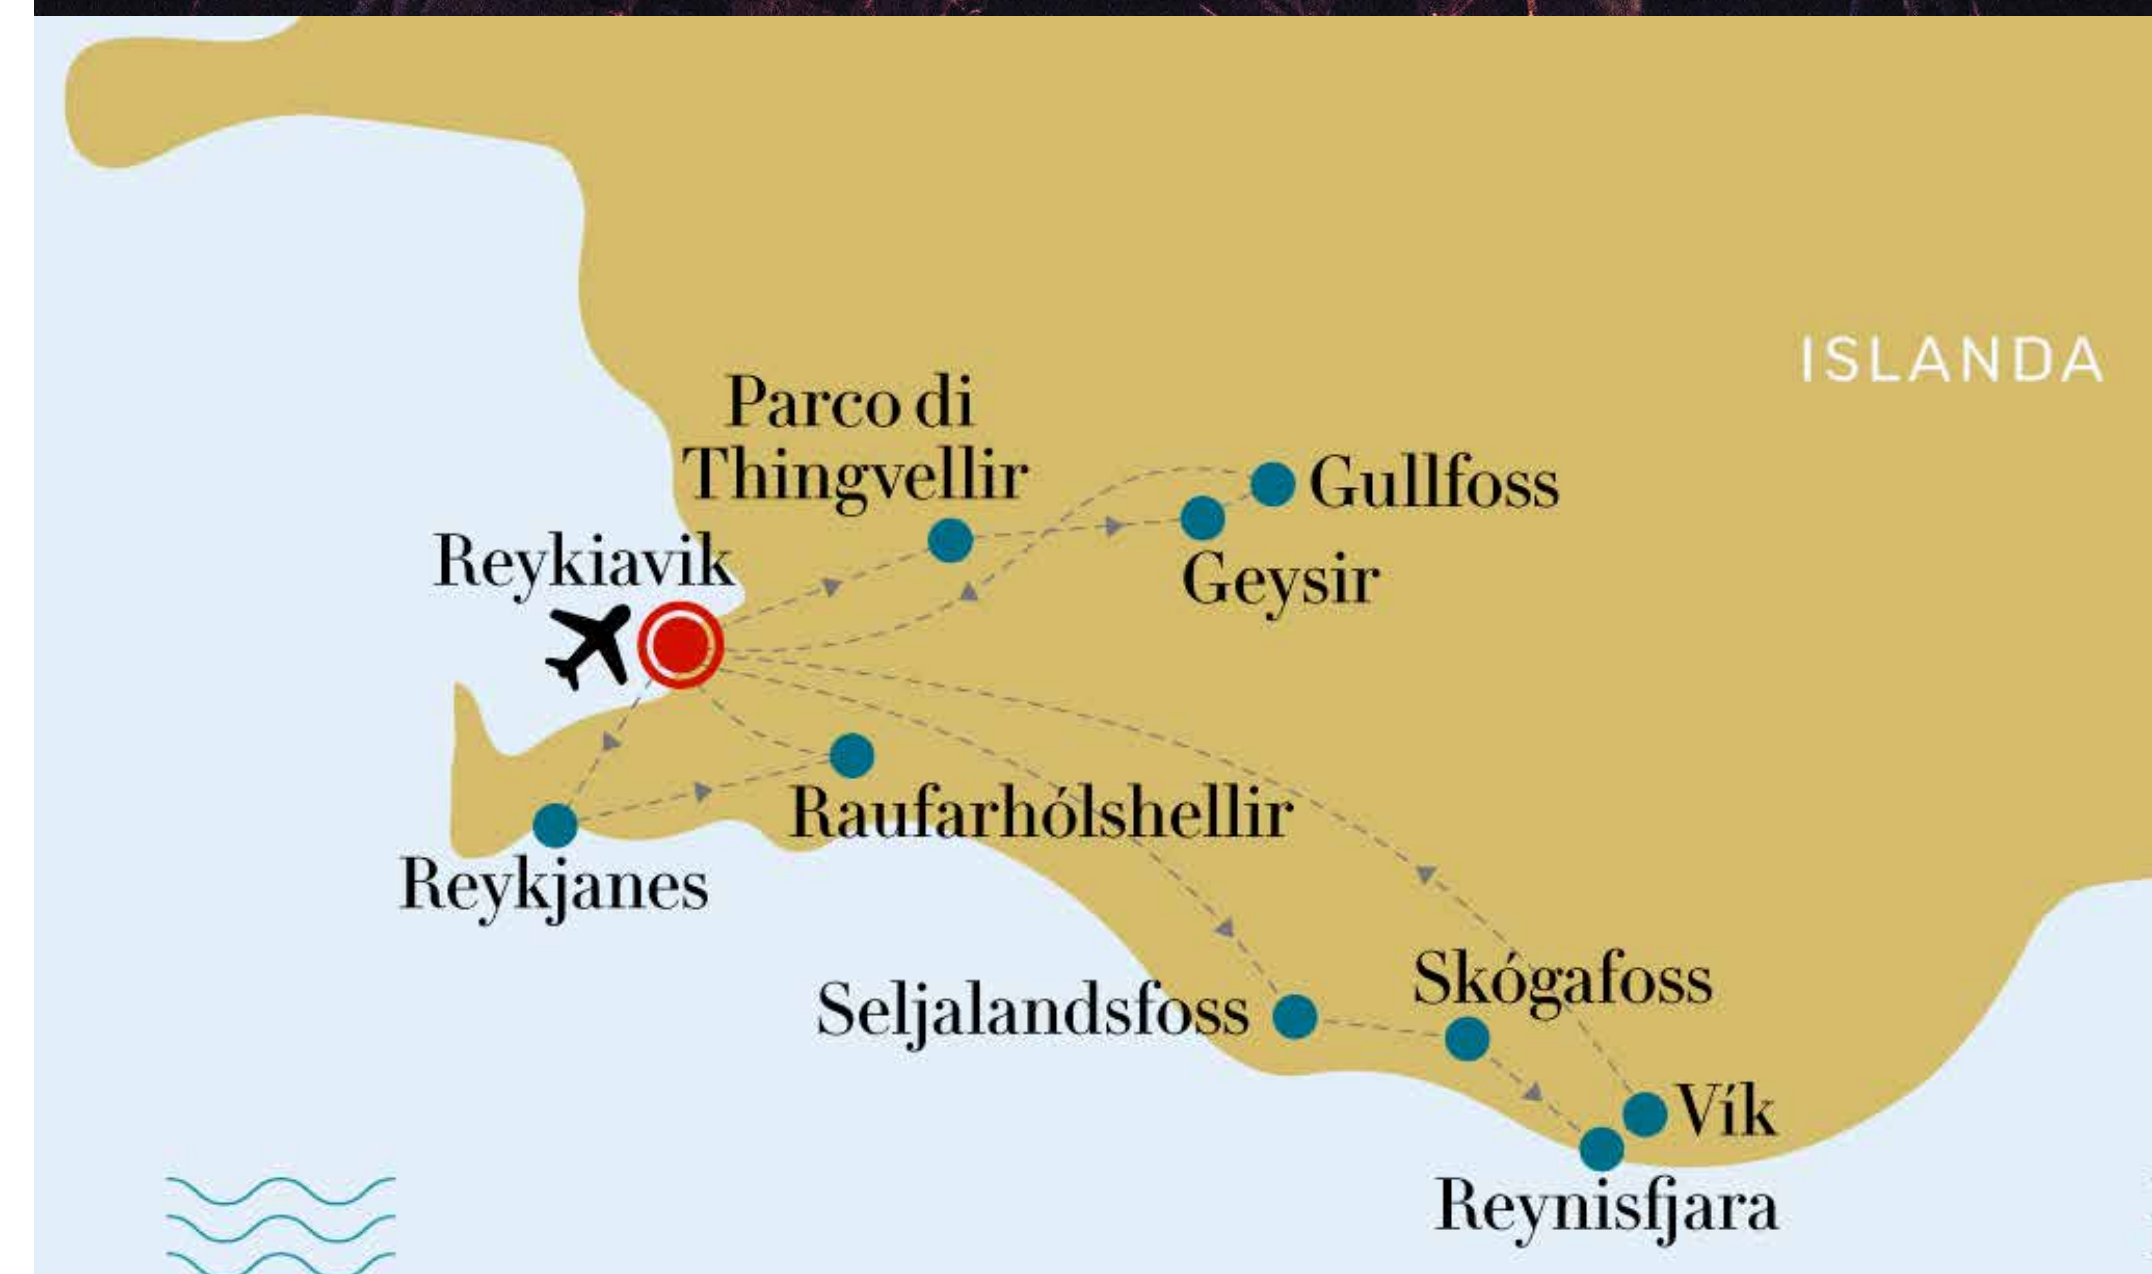 ISLANDA
Parco di
Thingvellir
Gullfoss
Reykiavik
Geysir
Raufarhólshellir
Reykjanes
Skógafoss
Seljalandsfoss
Vík
Reynisfjara